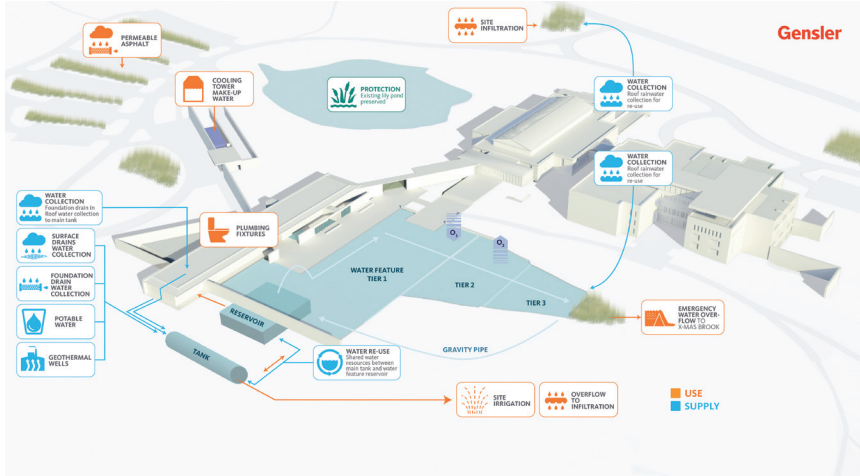 Gensler
PERMEABLE
ASPHALT
SITE
INFILTRATION
COOLING
TOWER
MAKE-UP
WATER
PROTECTION
Existing lily pond
preserved
WATER
COLLECTION
Roof rainwater
collection for
re-use
WATER
COLLECTION
Roof rainwater
collection for
re-use
WATER
COLLECTION
Foundation drain in
Roof water collection
to main tank
SURFACE
DRAINS
WATER
COLLECTION
FOUNDATION
DRAIN
WATER
COLLECTION
POTABLE
WATER
GEOTHERMAL
WELLS
PLUMBING
FIXTURES
O₂
O₂
WATER FEATURE
TIER 1
TIER 2
TIER 3
RESERVOIR
TANK
EMERGENCY
WATER OVER-
FLOW TO
X-MAS BROOK
GRAVITY PIPE
WATER RE-USE
Shared water
resources between
main tank and water
feature reservoir
SITE
IRRIGATION
OVERFLOW
TO
INFILTRATION
USE
SUPPLY